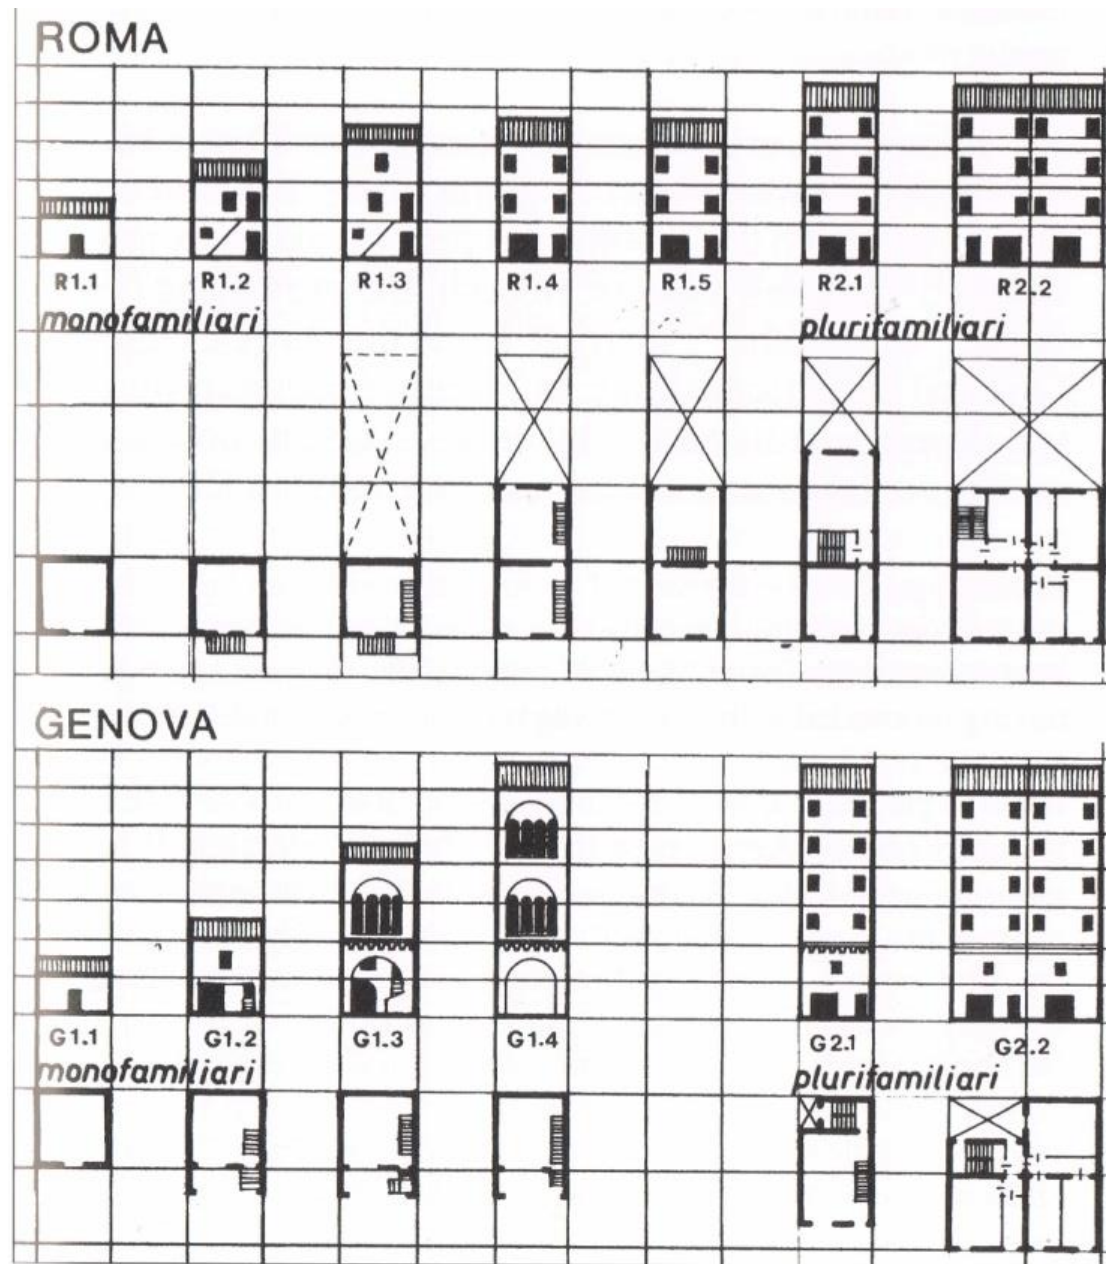 ROMA
R1.1 R1.2 R1.3 R1.4 R1.5 R2.1 R2.2
monofamiliari plurifamiliari
GENOVA
G1.1 G1.2 G1.3 G1.4 G2.1 G2.2
monofamiliari plurifamiliari